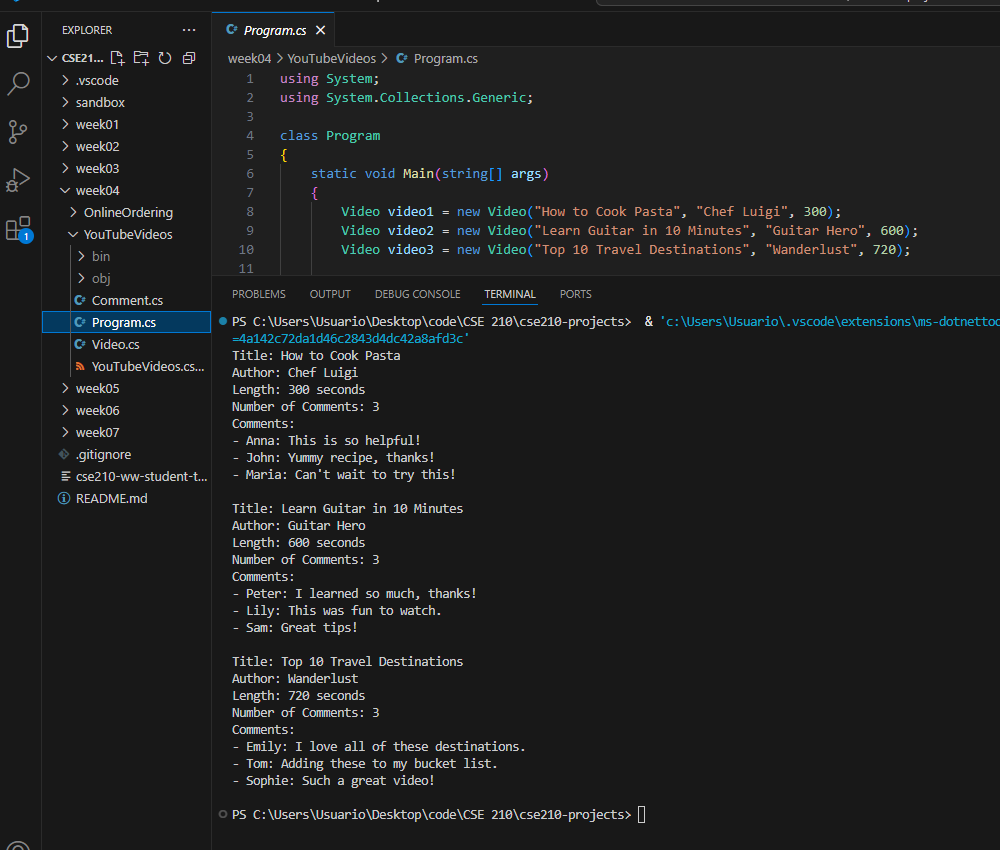 EXPLORER
CSE21...
.vscode
sandbox
week01
week02
week03
week04
OnlineOrdering
YouTubeVideos
bin
obj
Comment.cs
Program.cs
Video.cs
YouTubeVideos.cs...
week05
week06
week07
.gitignore
cse210-ww-student-t...
README.md
1
Program.cs
week04 > YouTubeVideos > Program.cs
1 using System;
2 using System.Collections.Generic;
3
4 class Program
5 {
6 static void Main(string[] args)
7 {
8 Video video1 = new Video("How to Cook Pasta", "Chef Luigi", 300);
9 Video video2 = new Video("Learn Guitar in 10 Minutes", "Guitar Hero", 600);
10 Video video3 = new Video("Top 10 Travel Destinations", "Wanderlust", 720);
11
PROBLEMS OUTPUT DEBUG CONSOLE TERMINAL PORTS
PS C:\Users\Usuario\Desktop\code\CSE 210\cse210-projects> & 'c:\Users\Usuario\.vscode\extensions\ms-dotnettoo
=4a142c72da1d46c2843d4dc42a8afd3c'
Title: How to Cook Pasta
Author: Chef Luigi
Length: 300 seconds
Number of Comments: 3
Comments:
- Anna: This is so helpful!
- John: Yummy recipe, thanks!
- Maria: Can't wait to try this!
Title: Learn Guitar in 10 Minutes
Author: Guitar Hero
Length: 600 seconds
Number of Comments: 3
Comments:
- Peter: I learned so much, thanks!
- Lily: This was fun to watch.
- Sam: Great tips!
Title: Top 10 Travel Destinations
Author: Wanderlust
Length: 720 seconds
Number of Comments: 3
Comments:
- Emily: I love all of these destinations.
- Tom: Adding these to my bucket list.
- Sophie: Such a great video!
PS C:\Users\Usuario\Desktop\code\CSE 210\cse210-projects>